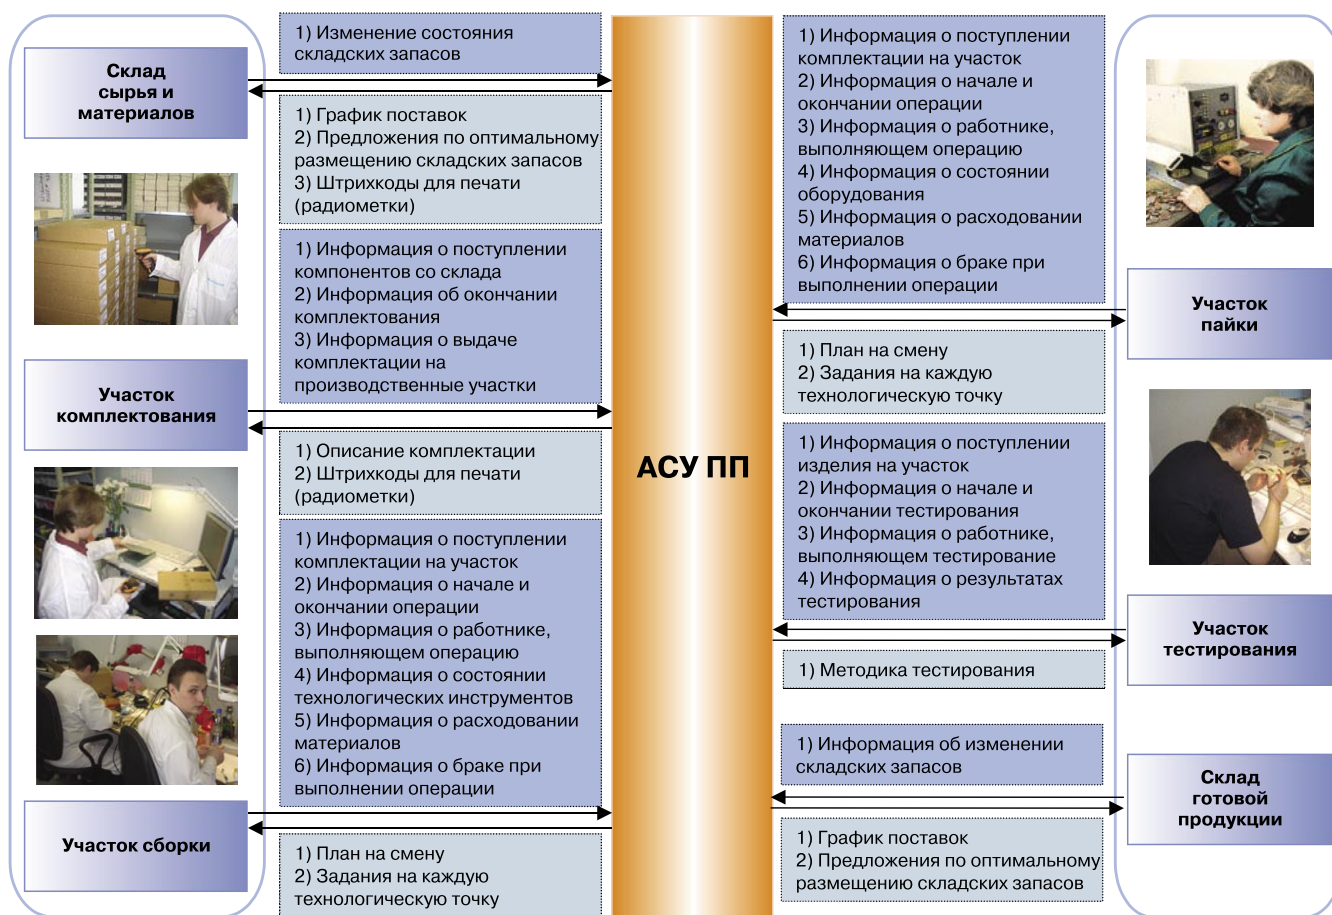 Склад
сырья и
материалов
1) Изменение состояния
складских запасов
1) График поставок
2) Предложения по оптимальному
размещению складских запасов
3) Штрихкоды для печати
(радиометки)
Участок
комплектования
1) Информация о поступлении
компонентов со склада
2) Информация об окончании
комплектования
3) Информация о выдаче
комплектации на
производственные участки
1) Описание комплектации
2) Штрихкоды для печати
(радиометки)
Участок сборки
1) Информация о поступлении
комплектации на участок
2) Информация о начале и
окончании операции
3) Информация о работнике,
выполняющем операцию
4) Информация о состоянии
технологических инструментов
5) Информация о расходовании
материалов
6) Информация о браке при
выполнении операции
1) План на смену
2) Задания на каждую
технологическую точку
АСУ ПП
1) Информация о поступлении
комплектации на участок
2) Информация о начале и
окончании операции
3) Информация о работнике,
выполняющем операцию
4) Информация о состоянии
оборудования
5) Информация о расходовании
материалов
6) Информация о браке при
выполнении операции
Участок
пайки
1) План на смену
2) Задания на каждую
технологическую точку
1) Информация о поступлении
изделия на участок
2) Информация о начале и
окончании тестирования
3) Информация о работнике,
выполняющем тестирование
4) Информация о результатах
тестирования
Участок
тестирования
1) Методика тестирования
1) Информация об изменении
складских запасов
Склад
готовой
продукции
1) График поставок
2) Предложения по оптимальному
размещению складских запасов